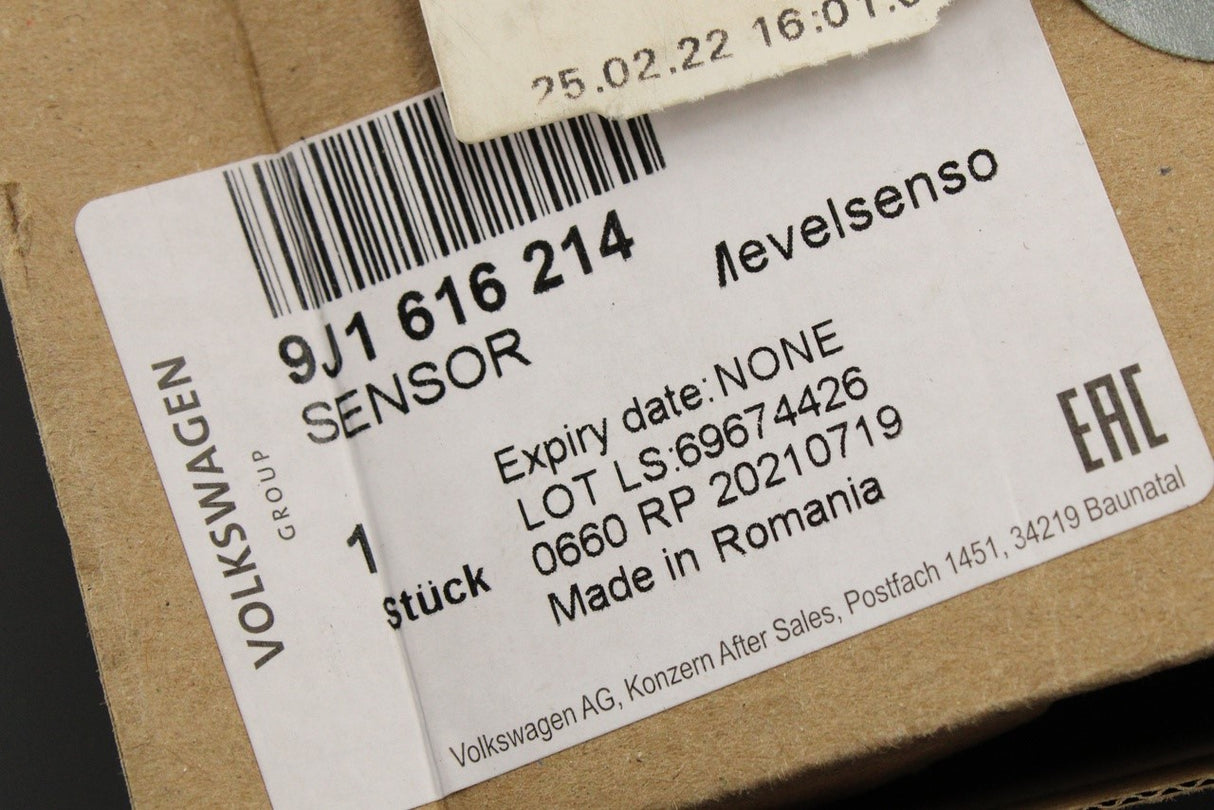 25.02.22 16:01
9J1 616 214
/levelsenso
SENSOR
Expiry date: NONE
LOT LS:69674426
0660 RP 20210719
Made in Romania
1
Stück
EAC
VOLKSWAGEN
GROUP
Volkswagen AG, Konzern After Sales, Postfach 1451, 34219 Baunatal